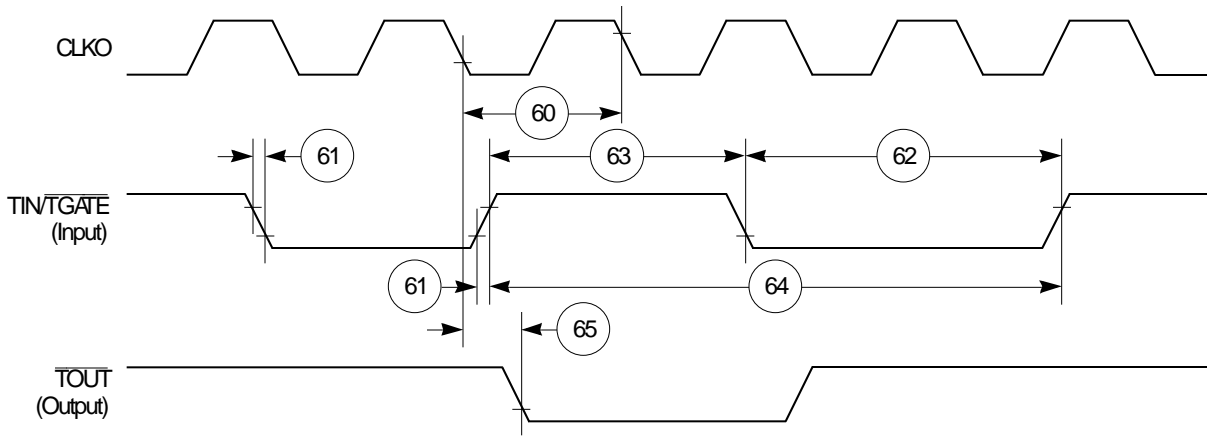 CLKO
60
61
63
62
TIN/TGATE
(Input)
61
64
65
TOUT
(Output)